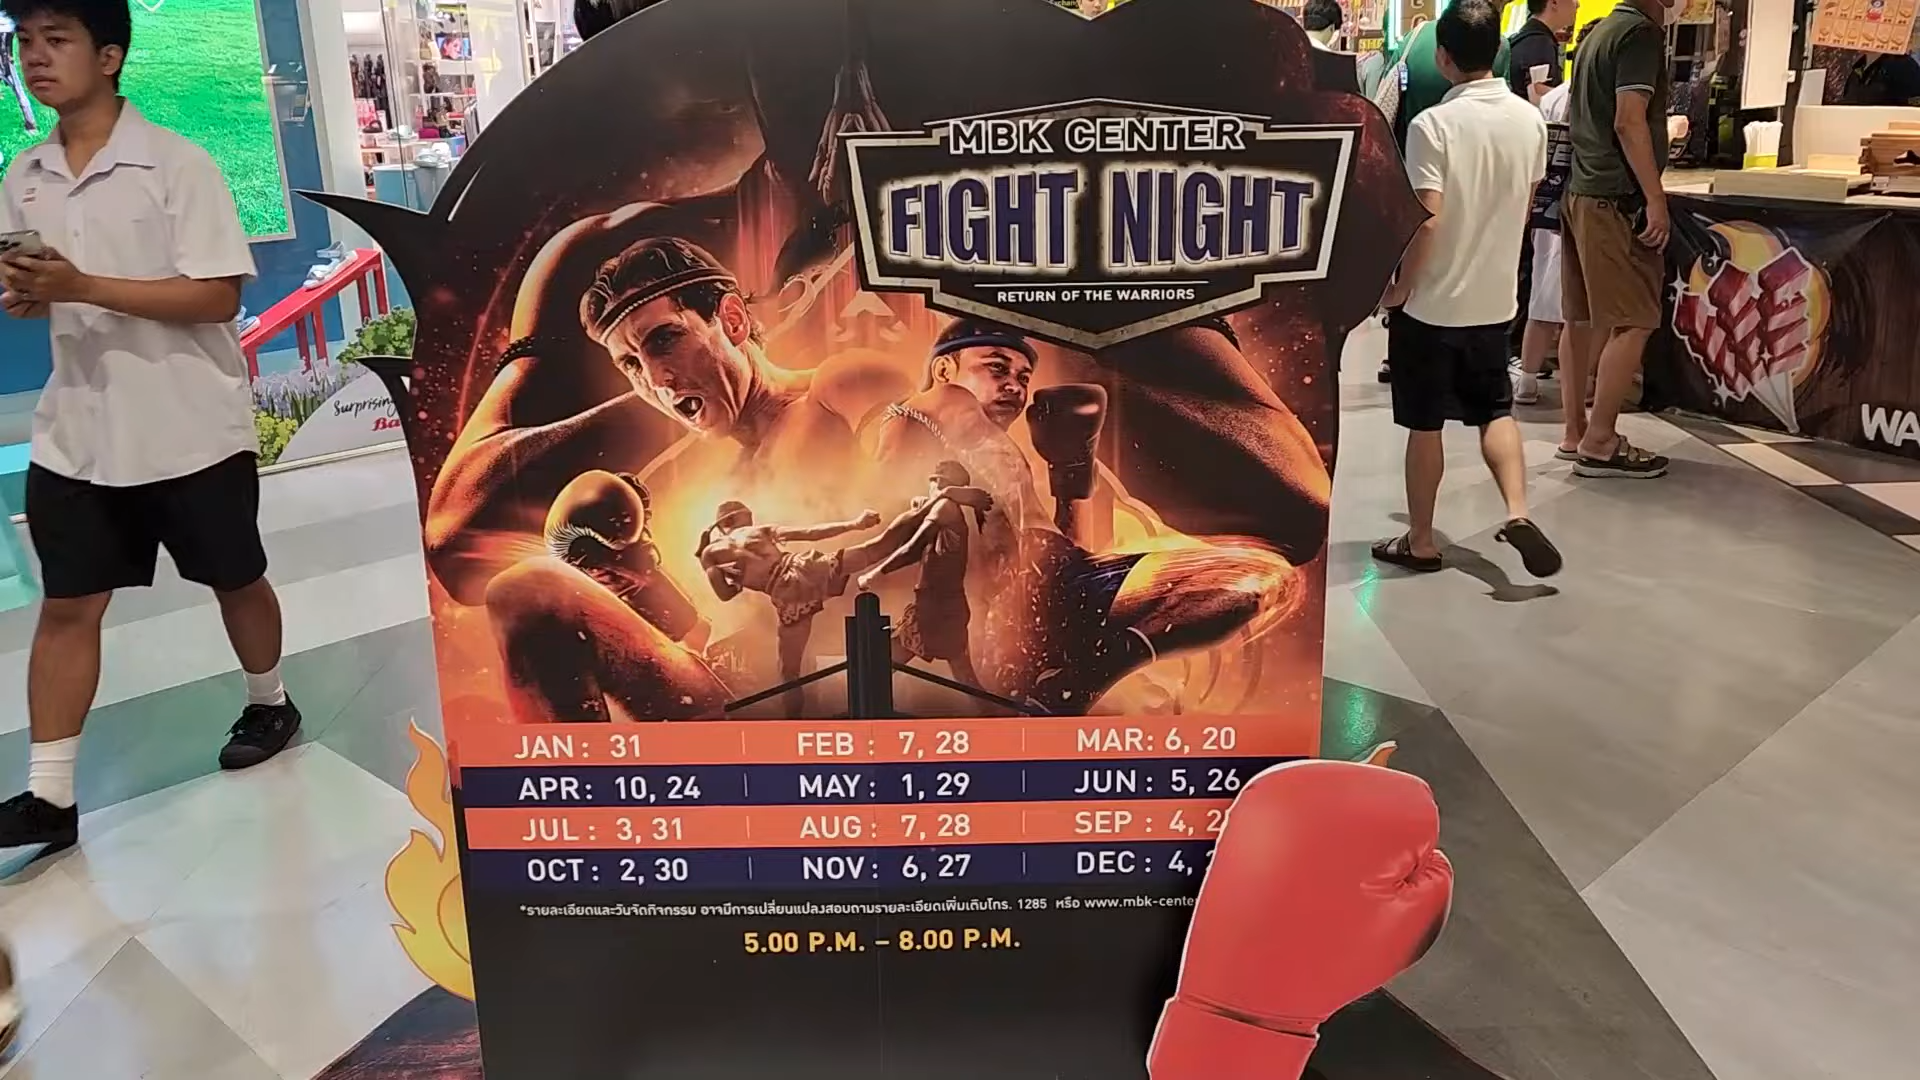 MBK CENTER
FIGHT NIGHT
RETURN OF THE WARRIORS
JAN: 31 | FEB : 7, 28 | MAR: 6, 20
APR: 10, 24 | MAY: 1, 29 | JUN: 5, 26
JUL: 3, 31 | AUG: 7, 28 | SEP : 4,
OCT: 2, 30 | NOV: 6, 27 | DEC : 4,
*รายละเอียดและวันจัดกิจกรรม อาจมีการเปลี่ยนแปลงสอบถามรายละเอียดเพิ่มเติมโทร. 1285 หรือ www.mbk-cente
5.00 P.M. – 8.00 P.M.
Surprising
Ba
WA